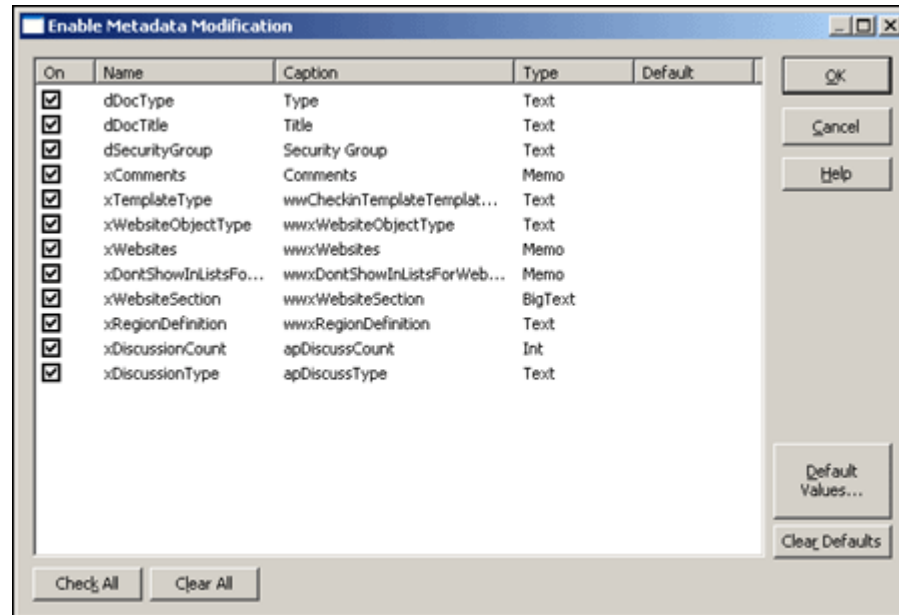 Enable Metadata Modification
On Name Caption Type Default
dDocType Type Text
dDocTitle Title Text
dSecurityGroup Security Group Text
xComments Comments Memo
xTemplateType wwCheckinTemplateTemplat... Text
xWebsiteObjectType wwxWebsiteObjectType Text
xWebsites wwxWebsites Memo
xDontShowInListsFo... wwxDontShowInListsForWeb... Memo
xWebsiteSection wwxWebsiteSection BigText
xRegionDefinition wwxRegionDefinition Text
xDiscussionCount apDiscussCount Int
xDiscussionType apDiscussType Text
OK
Cancel
Help
Default
Values...
Clear Defaults
Check All Clear All